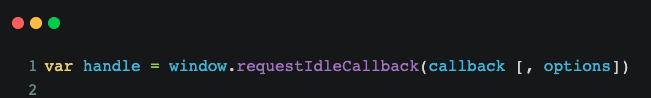 1 var handle = window.requestIdleCallback(callback [, options])
2